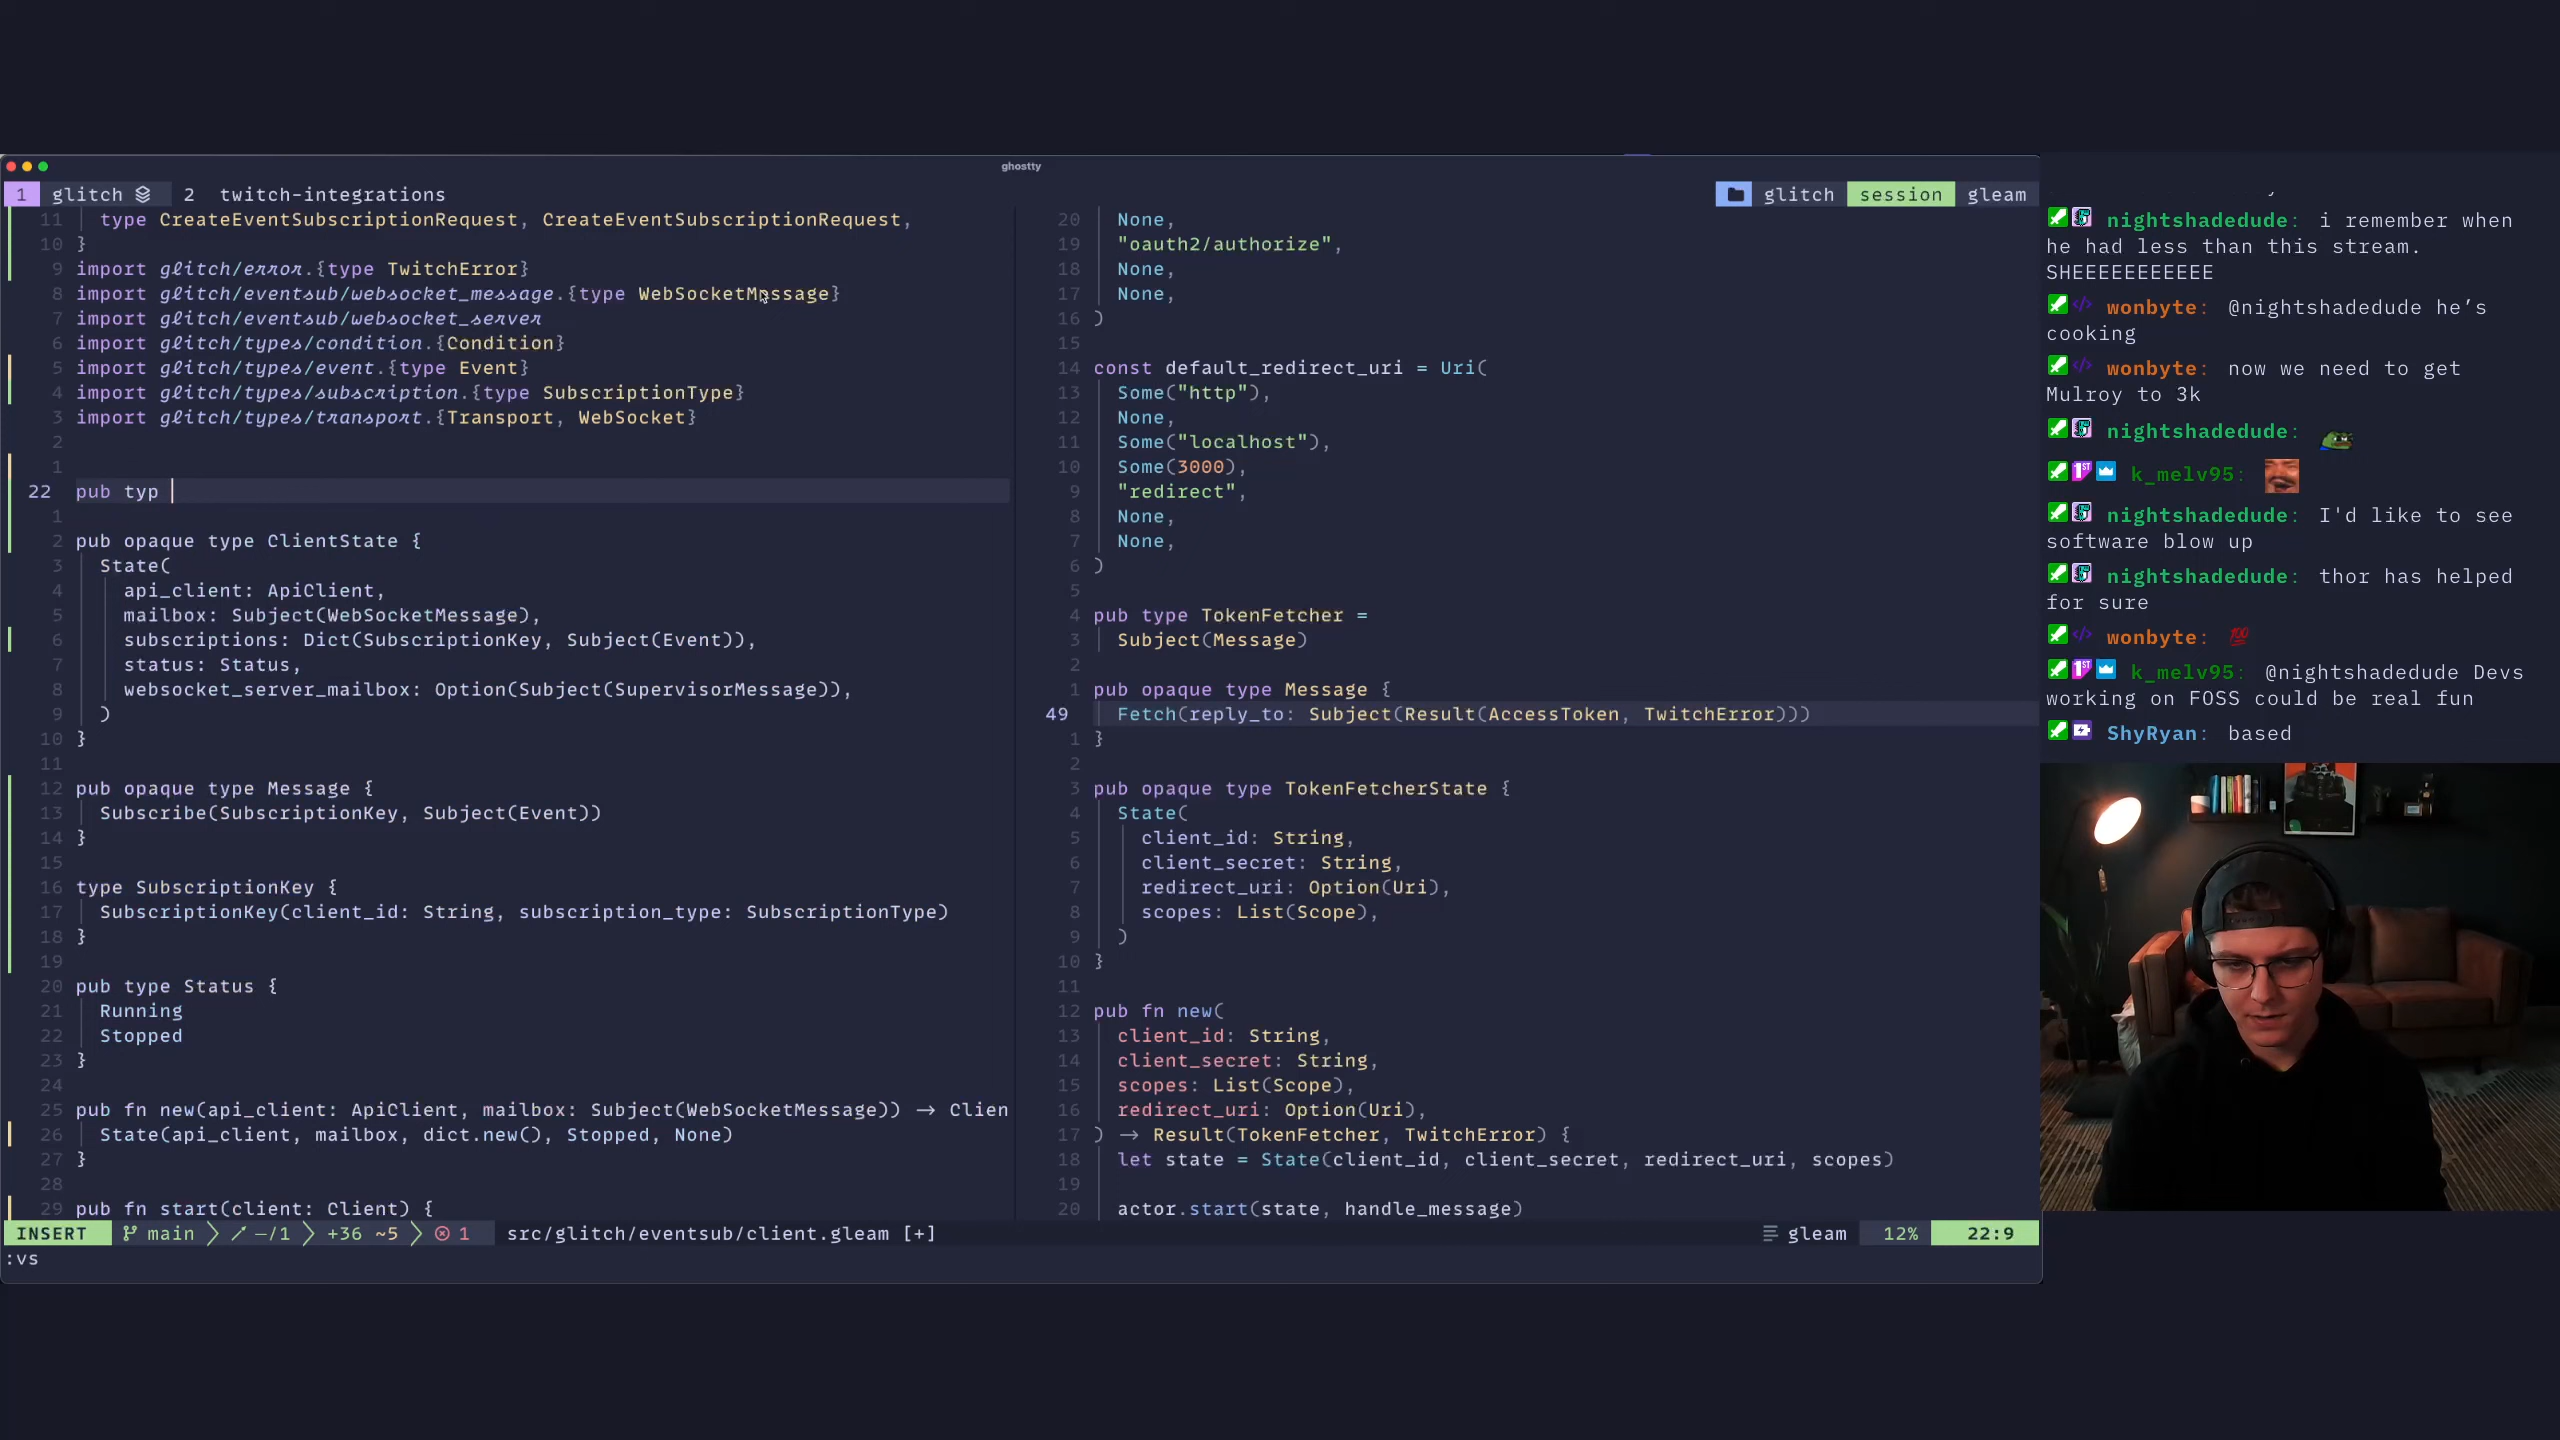 ghostty
1 glitch 2 twitch-integrations
glitch session gleam
11 type CreateEventSubscriptionRequest, CreateEventSubscriptionRequest,
10 }
9 import glitch/error.{type TwitchError}
8 import glitch/eventsub/websocket_message.{type WebSocketMessage}
7 import glitch/eventsub/websocket_server
6 import glitch/types/condition.{Condition}
5 import glitch/types/event.{type Event}
4 import glitch/types/subscription.{type SubscriptionType}
3 import glitch/types/transport.{Transport, WebSocket}
2
1
22 pub typ
1
2 pub opaque type ClientState {
3 State(
4 api_client: ApiClient,
5 mailbox: Subject(WebSocketMessage),
6 subscriptions: Dict(SubscriptionKey, Subject(Event)),
7 status: Status,
8 websocket_server_mailbox: Option(Subject(SupervisorMessage)),
9 )
10 }
11
12 pub opaque type Message {
13 Subscribe(SubscriptionKey, Subject(Event))
14 }
15
16 type SubscriptionKey {
17 SubscriptionKey(client_id: String, subscription_type: SubscriptionType)
18 }
19
20 pub type Status {
21 Running
22 Stopped
23 }
24
25 pub fn new(api_client: ApiClient, mailbox: Subject(WebSocketMessage)) -> Clien
26 State(api_client, mailbox, dict.new(), Stopped, None)
27 }
28
29 pub fn start(client: Client) {
20 None,
19 "oauth2/authorize",
18 None,
17 None,
16 )
15
14 const default_redirect_uri = Uri(
13 Some("http"),
12 None,
11 Some("localhost"),
10 Some(3000),
9 "redirect",
8 None,
7 None,
6 )
5
4 pub type TokenFetcher =
3 Subject(Message)
2
1 pub opaque type Message {
49 Fetch(reply_to: Subject(Result(AccessToken, TwitchError)))
1 }
2
3 pub opaque type TokenFetcherState {
4 State(
5 client_id: String,
6 client_secret: String,
7 redirect_uri: Option(Uri),
8 scopes: List(Scope),
9 )
10 }
11
12 pub fn new(
13 client_id: String,
14 client_secret: String,
15 scopes: List(Scope),
16 redirect_uri: Option(Uri),
17 ) -> Result(TokenFetcher, TwitchError) {
18 let state = State(client_id, client_secret, redirect_uri, scopes)
19
20 actor.start(state, handle_message)
INSERT main -/1 +36 ~5 1 src/glitch/eventsub/client.gleam [+] gleam 12% 22:9
:vs
nightshadedude: i remember when
he had less than this stream.
SHEEEEEEEEEEE
wonbyte: @nightshadedude he's
cooking
wonbyte: now we need to get
Mulroy to 3k
nightshadedude:
k_melv95:
nightshadedude: I'd like to see
software blow up
nightshadedude: thor has helped
for sure
wonbyte: 100
k_melv95: @nightshadedude Devs
working on FOSS could be real fun
ShyRyan: based